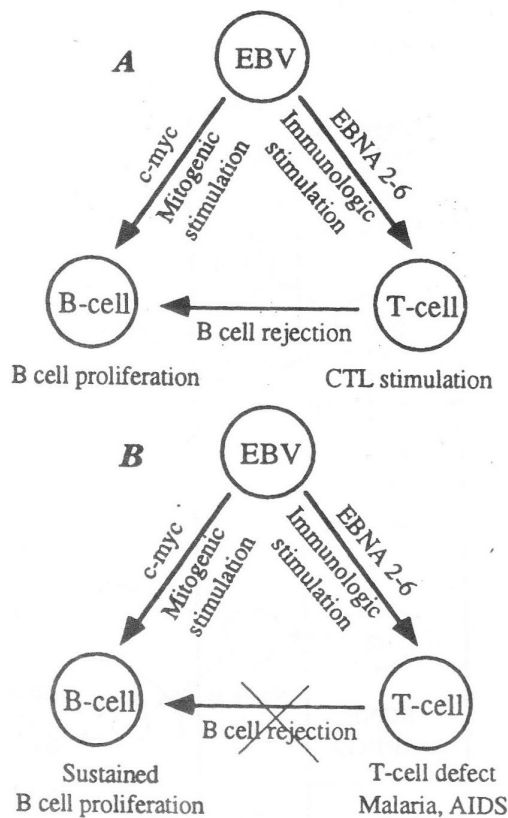 A
EBV
c-myc
Mitogenic
stimulation
Immunologic
stimulation
EBNA 2-6
B-cell
T-cell
B cell rejection
B cell proliferation
CTL stimulation
B
EBV
c-myc
Mitogenic
stimulation
Immunologic
stimulation
EBNA 2-6
B-cell
T-cell
B cell rejection
Sustained
B cell proliferation
T-cell defect
Malaria, AIDS